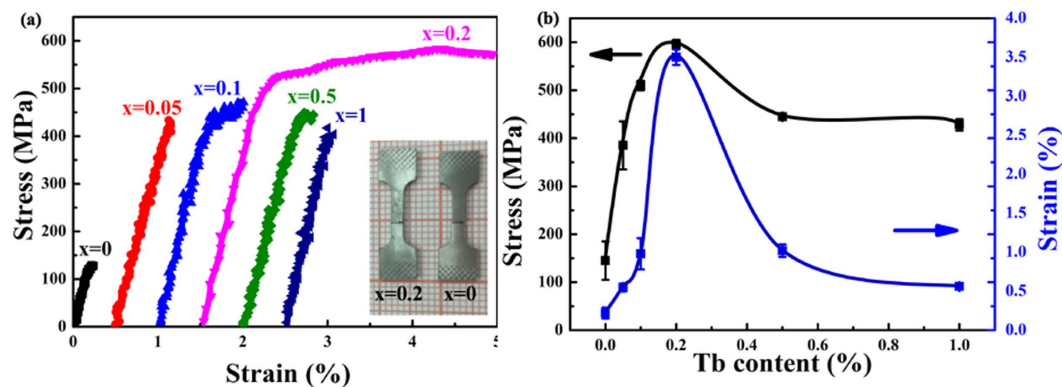 (a)
x=0.2
600
500
400
300
200
100
0
Stress (MPa)
x=0.05
x=0.1
x=0.5
x=1
x=0
x=0.2 x=0
0 1 2 3 4 5
Strain (%)
(b)
600
500
400
300
200
100
0
Stress (MPa)
4.0
3.5
3.0
2.5
2.0
1.5
1.0
0.5
0.0
Strain (%)
0.0 0.2 0.4 0.6 0.8 1.0
Tb content (%)